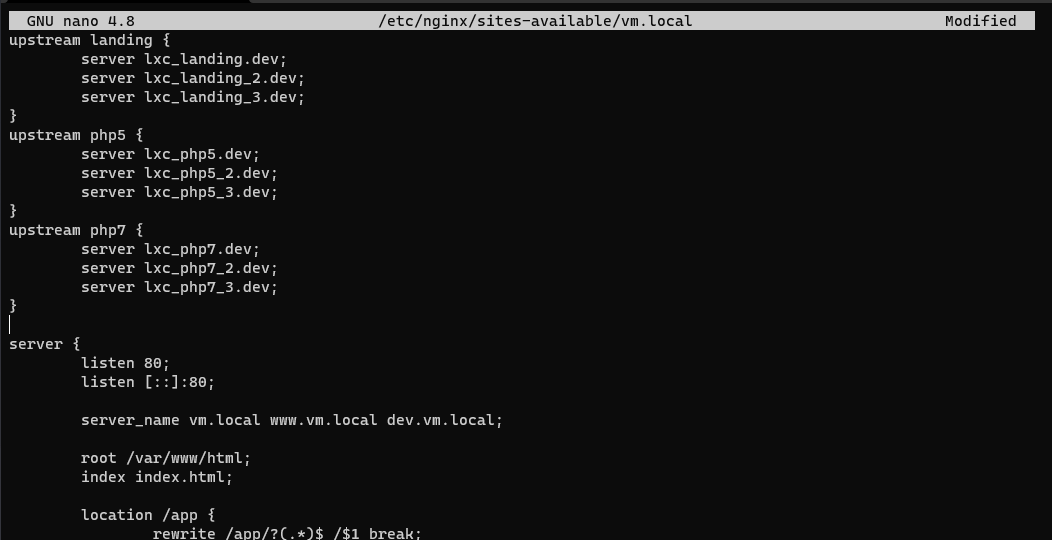 GNU nano 4.8 /etc/nginx/sites-available/vm.local Modified
upstream landing {
        server lxc_landing.dev;
        server lxc_landing_2.dev;
        server lxc_landing_3.dev;
}
upstream php5 {
        server lxc_php5.dev;
        server lxc_php5_2.dev;
        server lxc_php5_3.dev;
}
upstream php7 {
        server lxc_php7.dev;
        server lxc_php7_2.dev;
        server lxc_php7_3.dev;
}
server {
        listen 80;
        listen [::]:80;
        server_name vm.local www.vm.local dev.vm.local;
        root /var/www/html;
        index index.html;
        location /app {
                rewrite /app/?(.*)$ /$1 break;